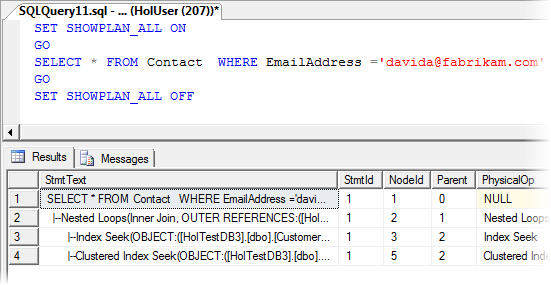 SQLQuery11.sql - ... (HolUser (207))*
SET SHOWPLAN_ALL ON
GO
SELECT * FROM Contact  WHERE EmailAddress ='davida@fabrikam.com'
GO
SET SHOWPLAN_ALL OFF
Results Messages
StmtText StmtId NodeId Parent PhysicalOp
1 SELECT * FROM Contact  WHERE EmailAddress ='davi... 1 1 0 NULL
2 |--Nested Loops(Inner Join, OUTER REFERENCES:([Hol... 1 2 1 Nested Loops
3 |--Index Seek(OBJECT:([HolTestDB3].[dbo].[Customer... 1 3 2 Index Seek
4 |--Clustered Index Seek(OBJECT:([HolTestDB3].[dbo].... 1 5 2 Clustered Ind